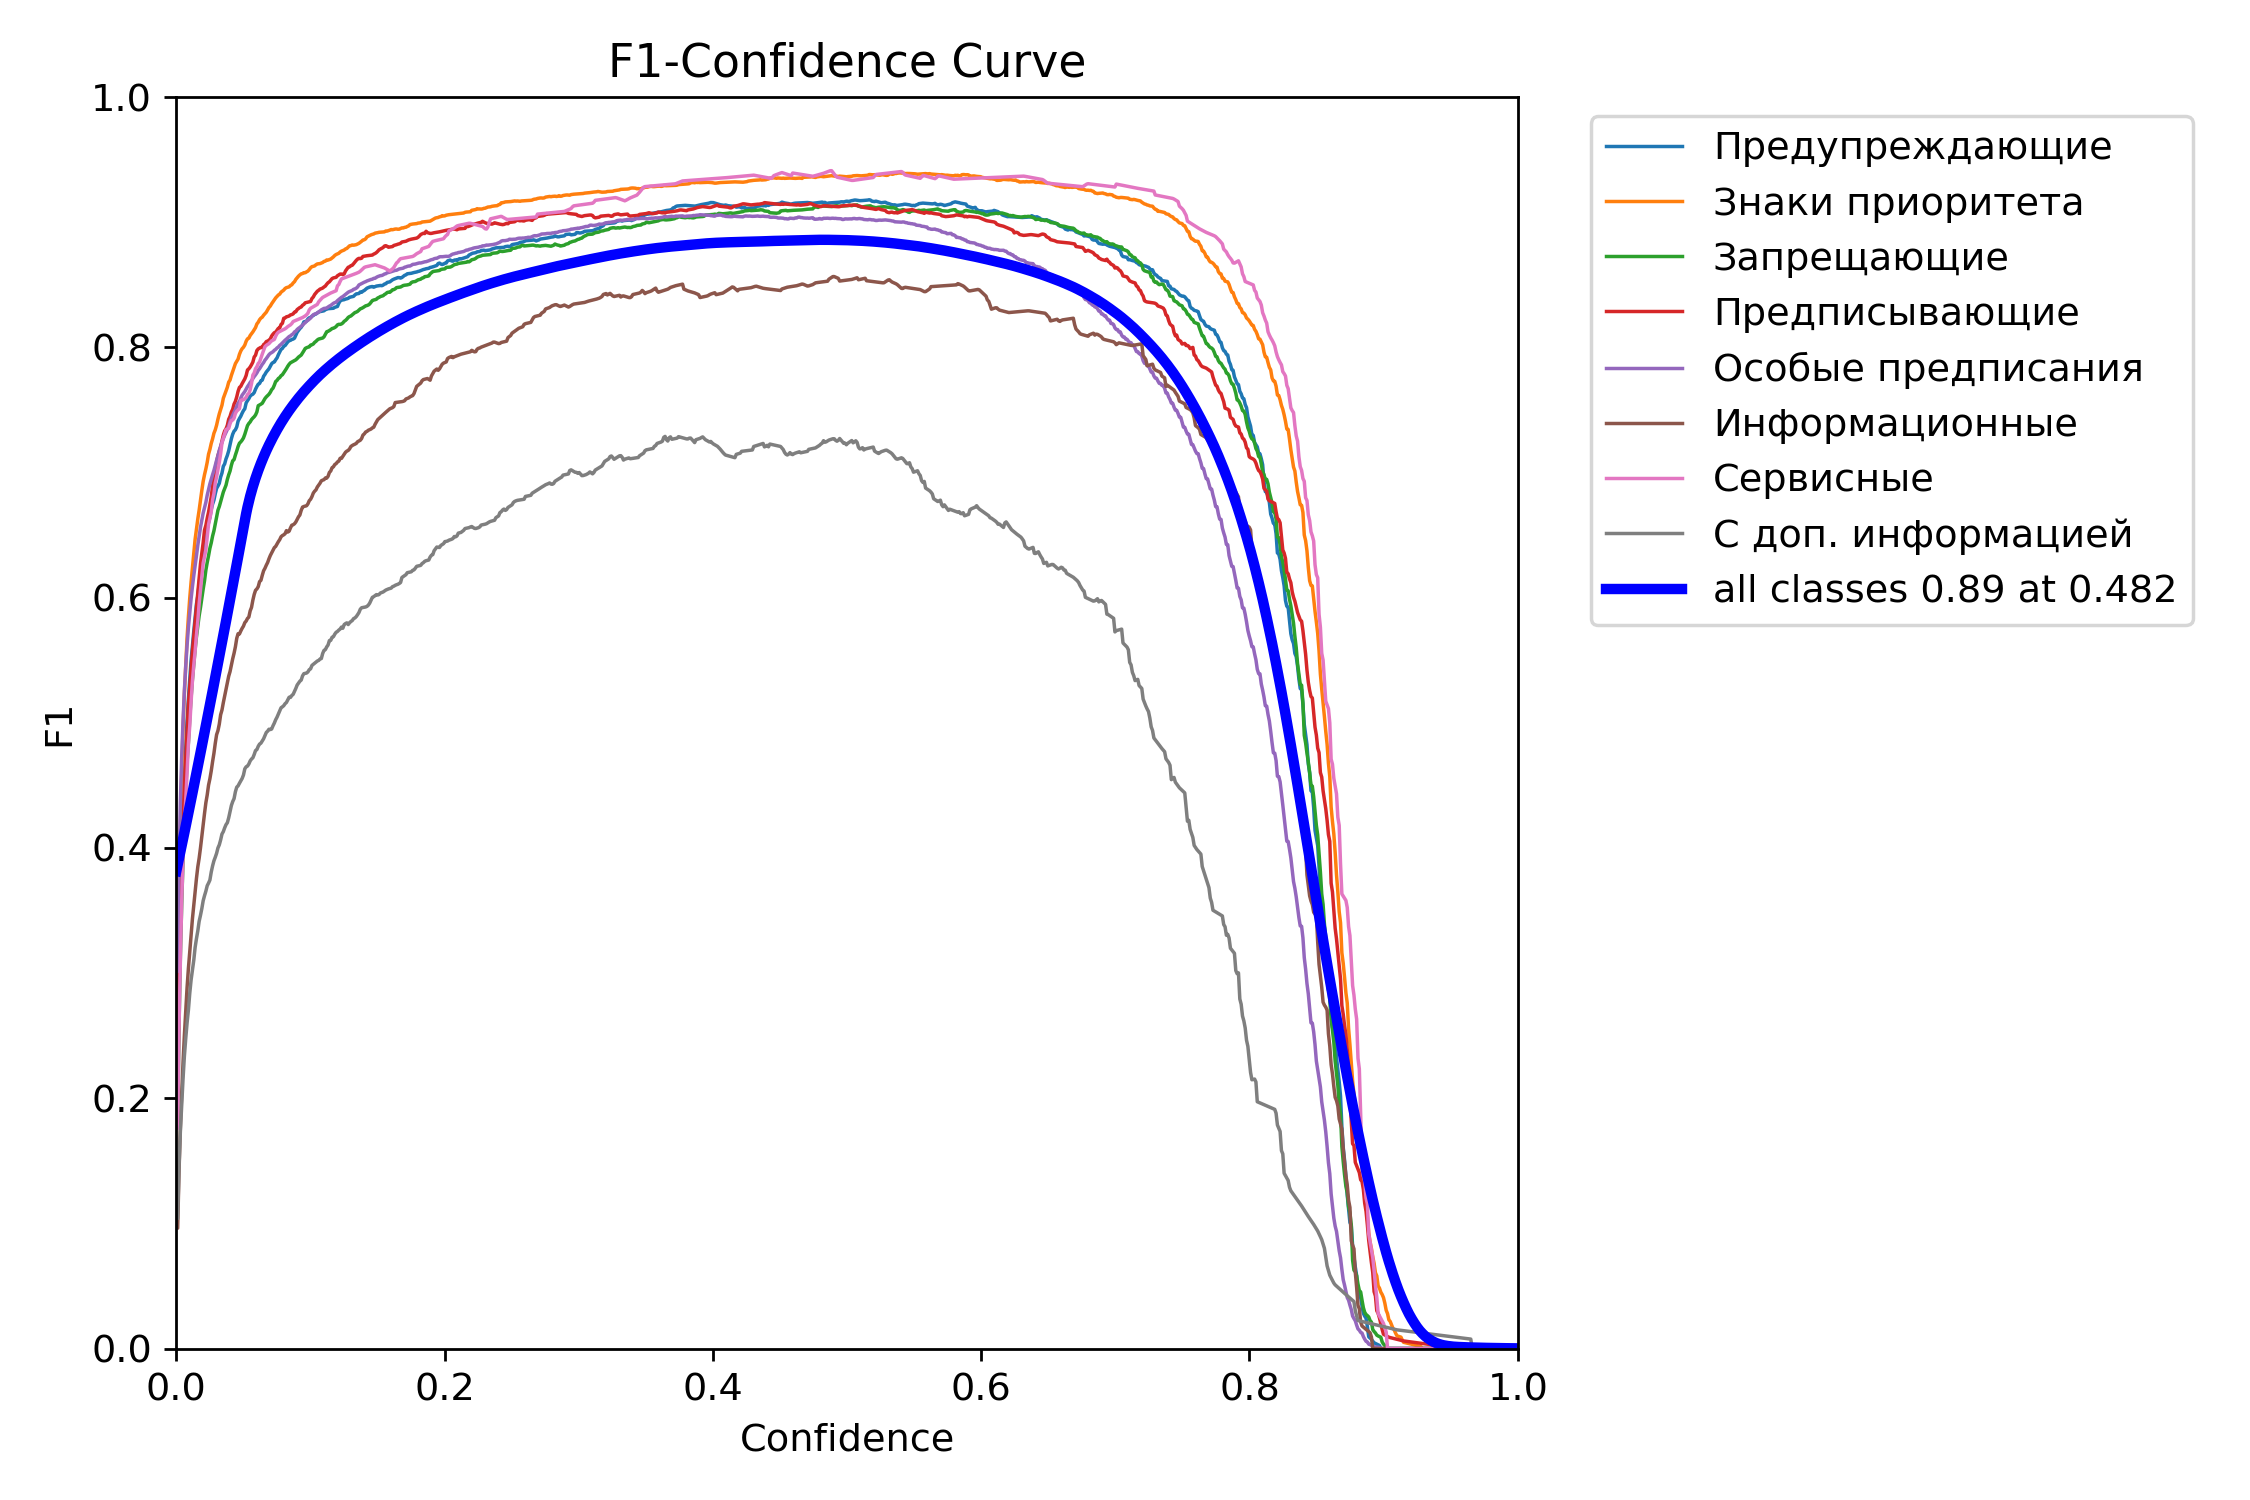 F1-Confidence Curve
1.0
0.8
0.6
0.4
0.2
0.0
F1
0.0 0.2 0.4 0.6 0.8 1.0
Confidence
Предупреждающие
Знаки приоритета
Запрещающие
Предписывающие
Особые предписания
Информационные
Сервисные
С доп. информацией
all classes 0.89 at 0.482